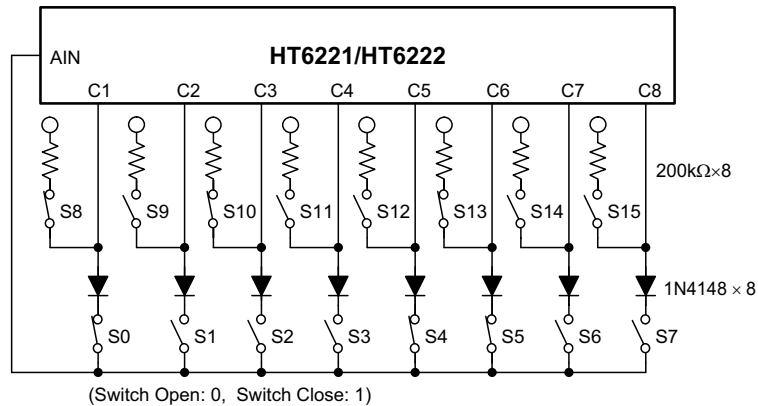 HT6221/HT6222
AIN
C1 C2 C3 C4 C5 C6 C7 C8
200kΩ×8
S8 S9 S10 S11 S12 S13 S14 S15
1N4148 × 8
S0 S1 S2 S3 S4 S5 S6 S7
(Switch Open: 0, Switch Close: 1)